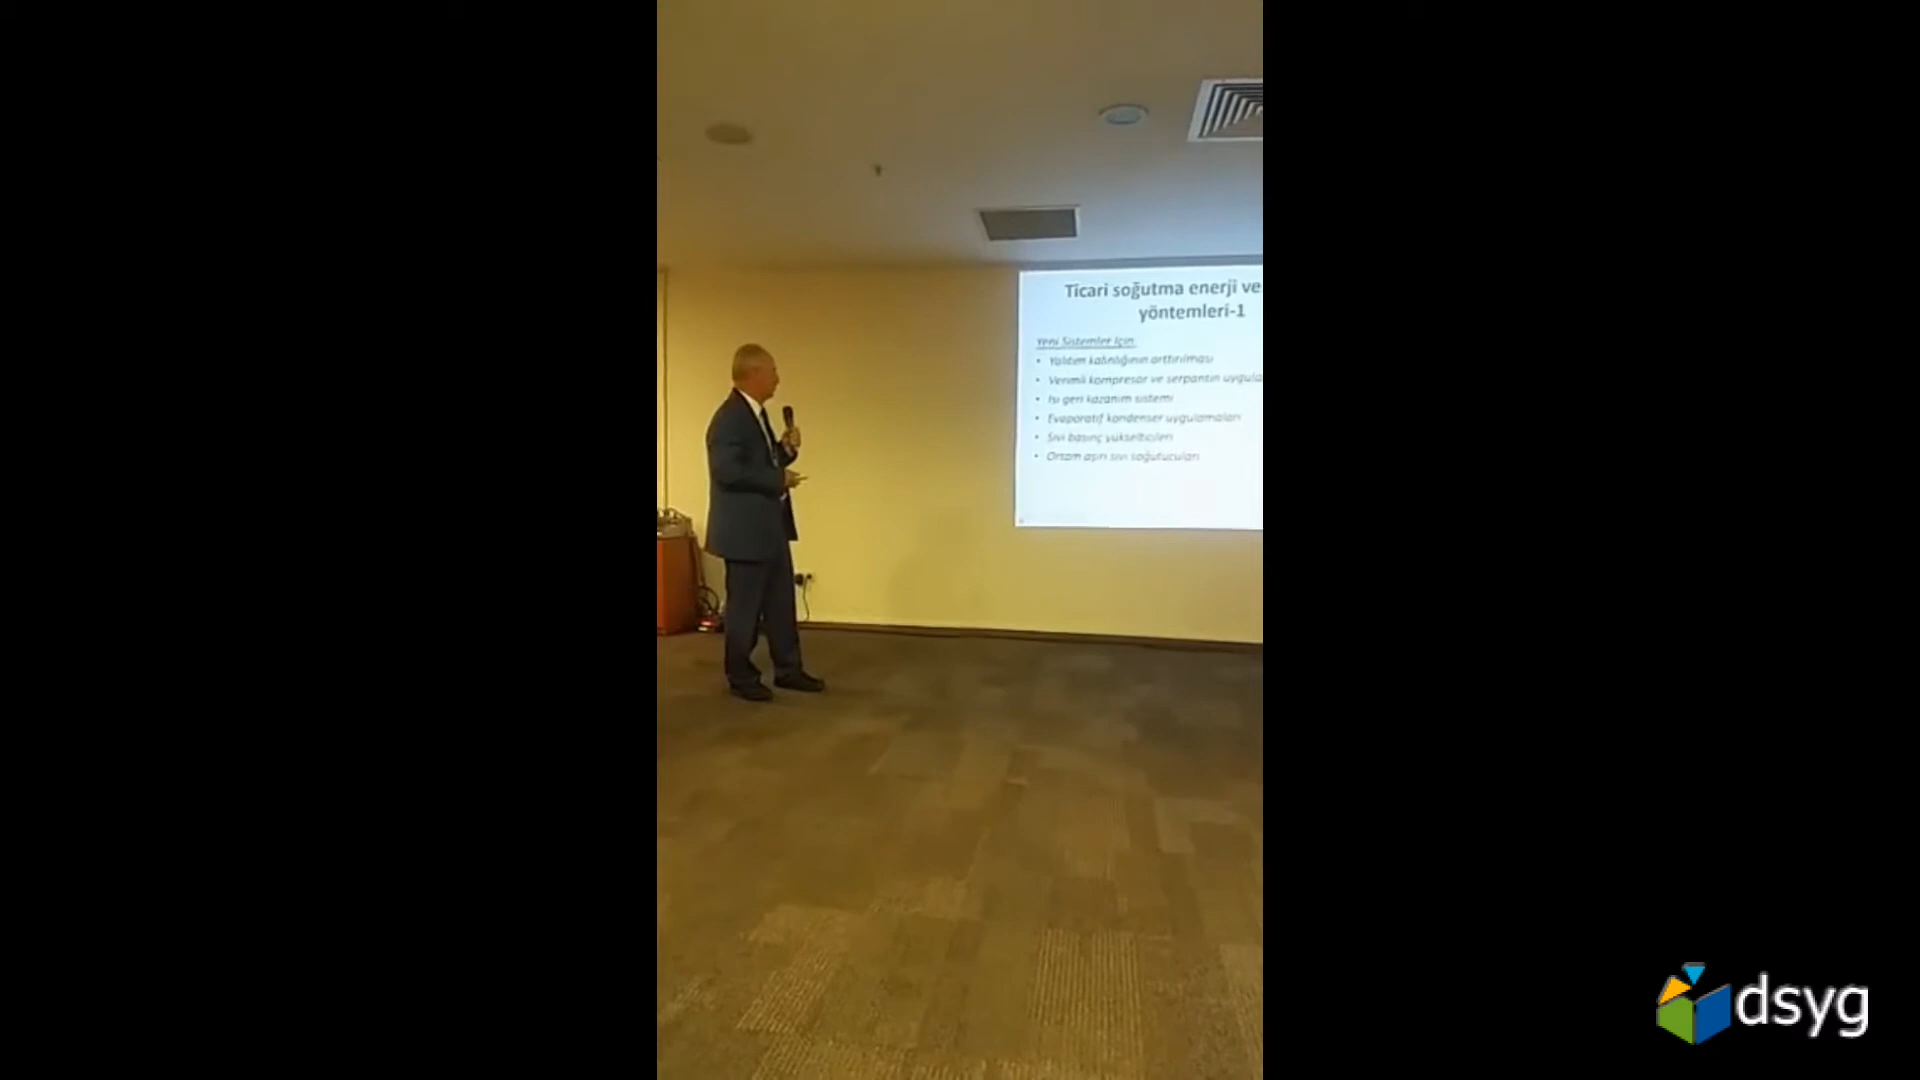 Ticari soğutma enerji ve
yöntemleri-1
Yeni Sistemler İçin
• Yalıtım kalınlığının arttırılması
• Verimli kompresör ve serpantin uygula
• Isı geri kazanım sistemi
• Evaporatif kondenser uygulamaları
• Sıvı basınç yükselticileri
• Ortam aşırı sıvı soğutucuları
dsyg